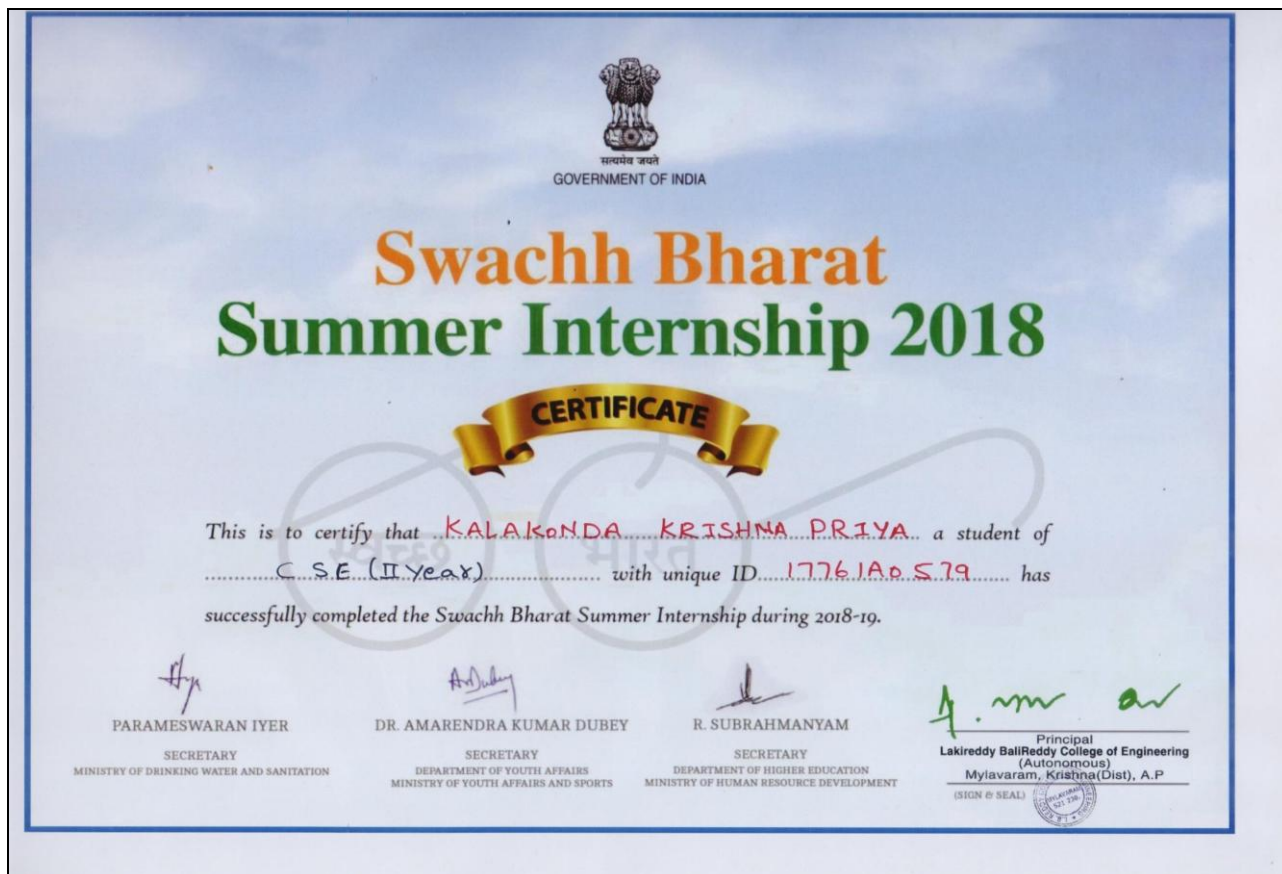 सत्यमेव जयते
GOVERNMENT OF INDIA
Swachh Bharat
Summer Internship 2018
CERTIFICATE
स्वच्छ भारत
This is to certify that ..KALAKONDA KRISHNA PRIYA.. a student of
............C SE (II Year).................... with unique ID....17761A0579....... has
successfully completed the Swachh Bharat Summer Internship during 2018-19.
PARAMESWARAN IYER
SECRETARY
MINISTRY OF DRINKING WATER AND SANITATION
DR. AMARENDRA KUMAR DUBEY
SECRETARY
DEPARTMENT OF YOUTH AFFAIRS
MINISTRY OF YOUTH AFFAIRS AND SPORTS
R. SUBRAHMANYAM
SECRETARY
DEPARTMENT OF HIGHER EDUCATION
MINISTRY OF HUMAN RESOURCE DEVELOPMENT
Principal
Lakireddy BaliReddy College of Engineering
(Autonomous)
Mylavaram, Krishna(Dist), A.P
(SIGN & SEAL)